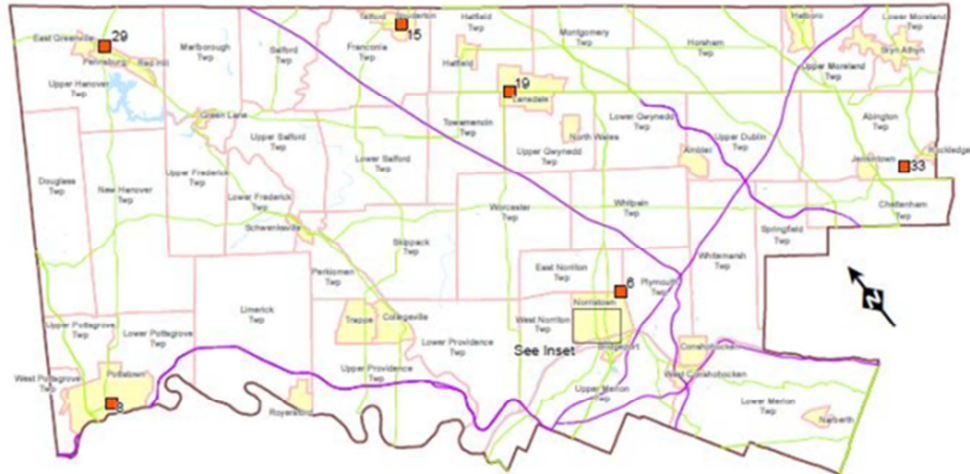 East Greenville
29
Pennsburg
Red Hill
Upper Hanover
Twp
Marlborough
Twp
Salford
Twp
Telford
Souderton
15
Franconia
Twp
Hatfield
Twp
Hatfield
Montgomery
Twp
Horsham
Twp
Hatboro
Lower Moreland
Twp
Bryn Athyn
Upper Moreland
Twp
19
Lansdale
Green Lane
Towamencin
Twp
Upper Salford
Twp
Lower Salford
Twp
North Wales
Upper Gwynedd
Twp
Lower Gwynedd
Twp
Ambler
Upper Dublin
Twp
Abington
Twp
Rockledge
Jenkintown
33
Cheltenham
Twp
Douglass
Twp
New Hanover
Twp
Upper Frederick
Twp
Lower Frederick
Twp
Schwenksville
Worcester
Twp
Whitpain
Twp
Springfield
Twp
Skippack
Twp
Perkiomen
Twp
East Norriton
Twp
6
Plymouth
Twp
Whitemarsh
Twp
N
Norristown
West Norriton
Twp
See Inset
Bridgeport
Limerick
Twp
Trappe
Collegeville
Lower Providence
Twp
Upper Pottsgrove
Twp
Lower Pottsgrove
Twp
West Pottsgrove
Twp
Pottstown
8
Upper Providence
Twp
Royersford
Conshohocken
West Conshohocken
Upper Merion
Twp
Lower Merion
Twp
Narberth